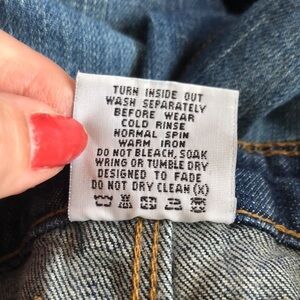 TURN INSIDE OUT
WASH SEPARATELY
BEFORE WEAR
COLD RINSE
NORMAL SPIN
WARM IRON
DO NOT BLEACH, SOAK
WRING OR TUMBLE DRY
DESIGNED TO FADE
DO NOT DRY CLEAN (X)